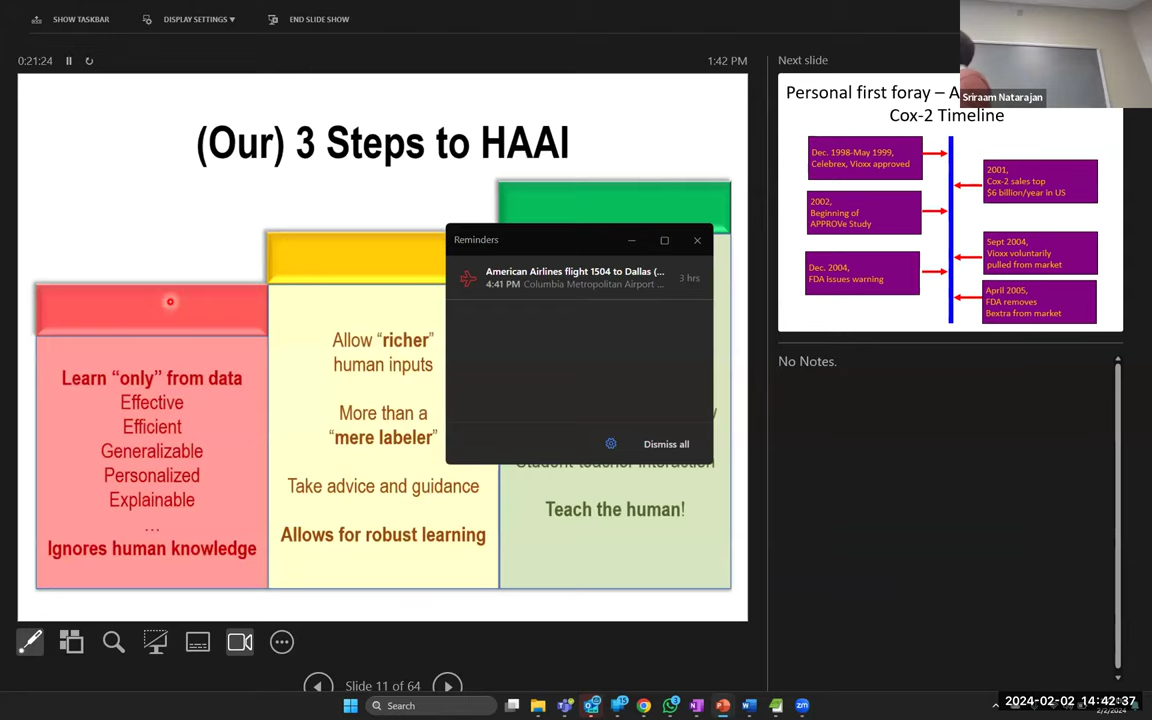 SHOW TASKBAR
DISPLAY SETTINGS ▼
END SLIDE SHOW
0:21:24
1:42 PM
Next slide
Sriraam Natarajan
(Our) 3 Steps to HAAI
Learn “only” from data
Effective
Efficient
Generalizable
Personalized
Explainable
…
Ignores human knowledge
Allow “richer”
human inputs
More than a
“mere labeler”
Take advice and guidance
Allows for robust learning
Reminders
American Airlines flight 1504 to Dallas (...
4:41 PM Columbia Metropolitan Airport ...
3 hrs
Dismiss all
Student-teacher interaction
Teach the human!
Personal first foray – A
Cox-2 Timeline
Dec. 1998-May 1999,
Celebrex, Vioxx approved
2001,
Cox-2 sales top
$6 billion/year in US
2002,
Beginning of
APPROVe Study
Sept 2004,
Vioxx voluntarily
pulled from market
Dec. 2004,
FDA issues warning
April 2005,
FDA removes
Bextra from market
No Notes.
Slide 11 of 64
Search
2024-02-02 14:42:37
2/2/2024